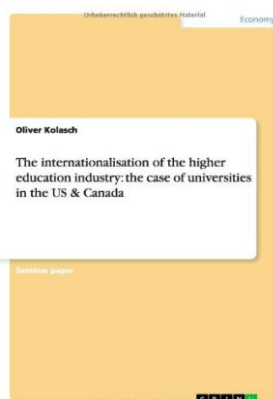 Urheberrechtlich geschütztes Material
Economy
Oliver Kolasch
The internationalisation of the higher
education industry: the case of universities
in the US & Canada
Seminar paper
GRIN